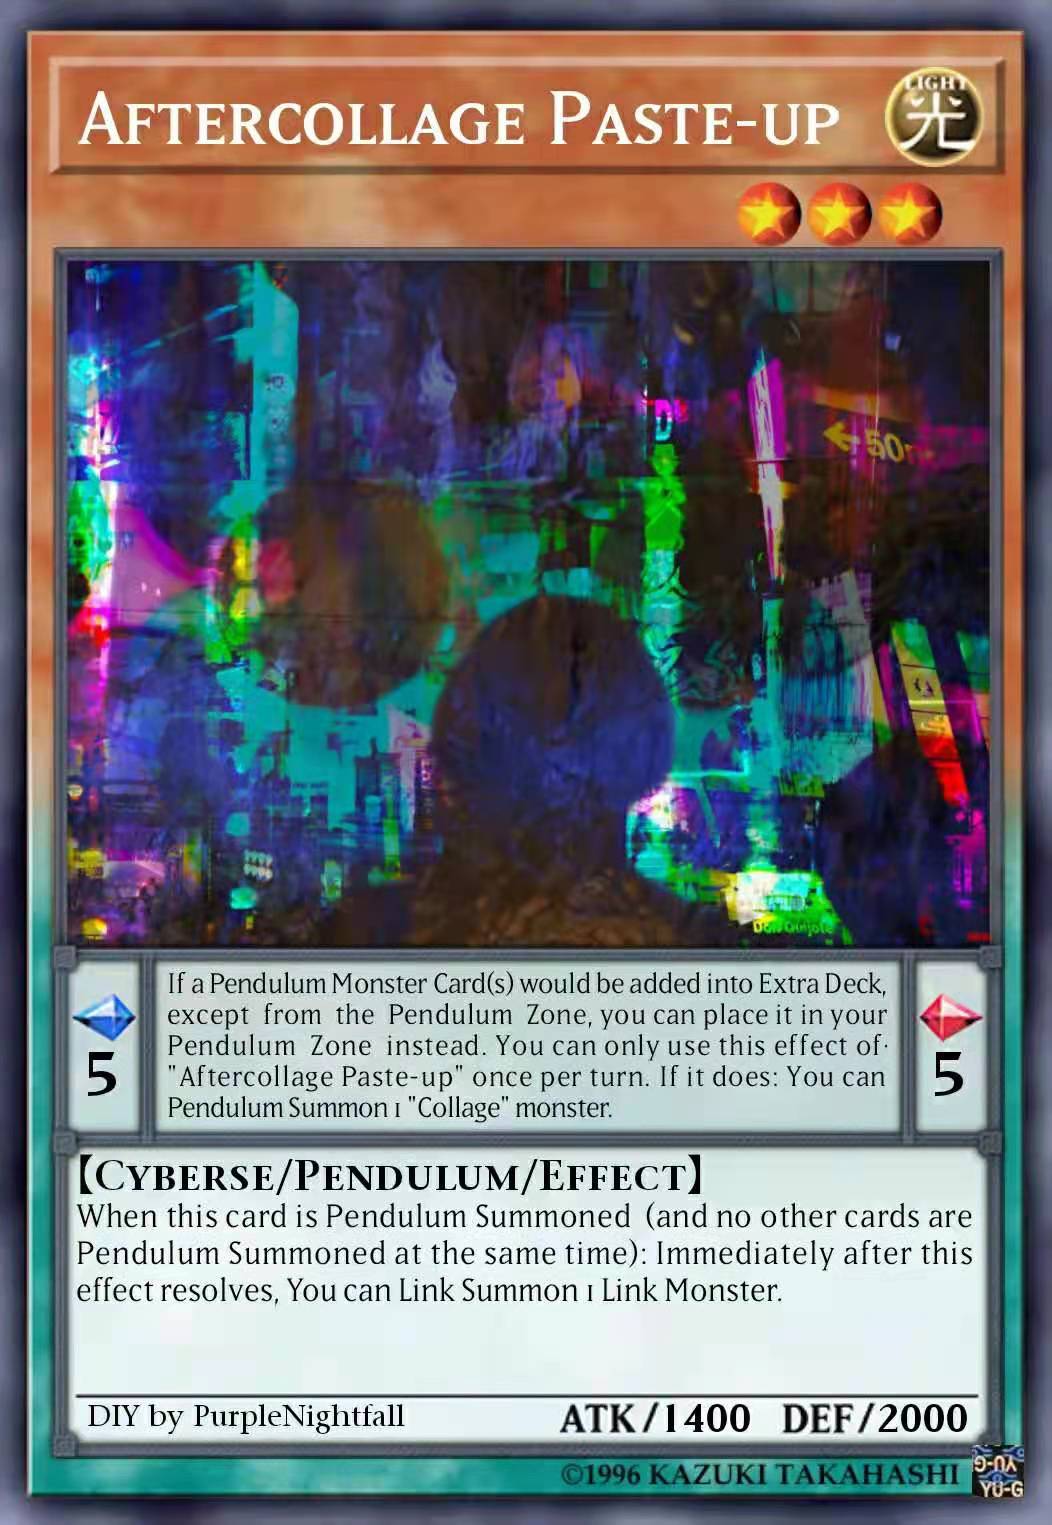 Aftercollage Paste-up
LIGHT
光
D
←50
Don Quijote
If a Pendulum Monster Card(s) would be added into Extra Deck,
except from the Pendulum Zone, you can place it in your
Pendulum Zone instead. You can only use this effect of
"Aftercollage Paste-up" once per turn. If it does: You can
Pendulum Summon 1 "Collage" monster.
5
5
【Cyberse/Pendulum/Effect】
When this card is Pendulum Summoned (and no other cards are
Pendulum Summoned at the same time): Immediately after this
effect resolves, You can Link Summon 1 Link Monster.
DIY by PurpleNightfall
ATK/1400 DEF/2000
©1996 KAZUKI TAKAHASHI
YU-G
YU-G